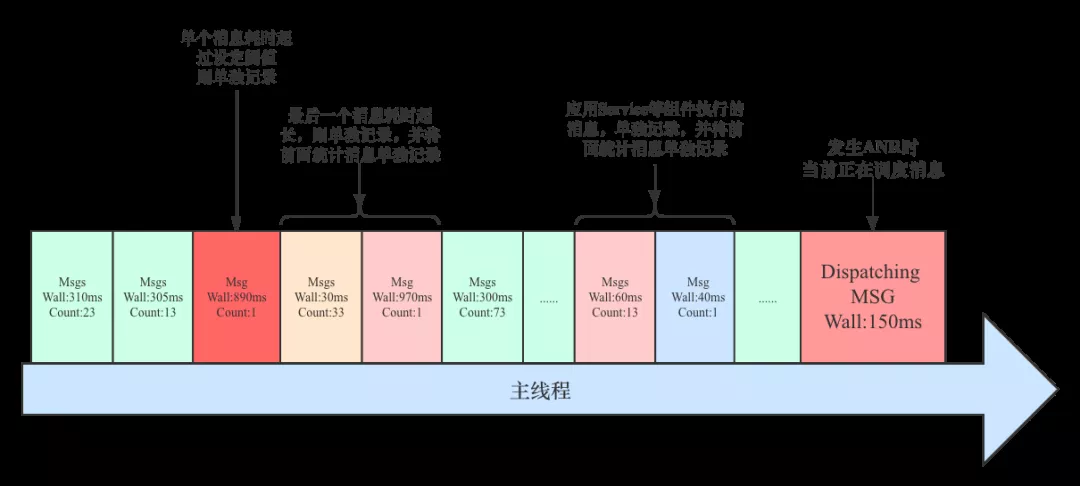 单个消息耗时超
过设定阈值
则单独记录
最后一个消息耗时超
长，则单独记录，并将
前面统计消息单独记录
应用Service等组件执行的
消息，单独记录，并将前
面统计消息单独记录
发生ANR时
当前正在调度消息
Msgs
Wall:310ms
Count:23
Msgs
Wall:305ms
Count:13
Msg
Wall:890ms
Count:1
Msgs
Wall:30ms
Count:33
Msg
Wall:970ms
Count:1
Msgs
Wall:300ms
Count:73
......
Msgs
Wall:60ms
Count:13
Msg
Wall:40ms
Count:1
......
Dispatching
MSG
Wall:150ms
主线程